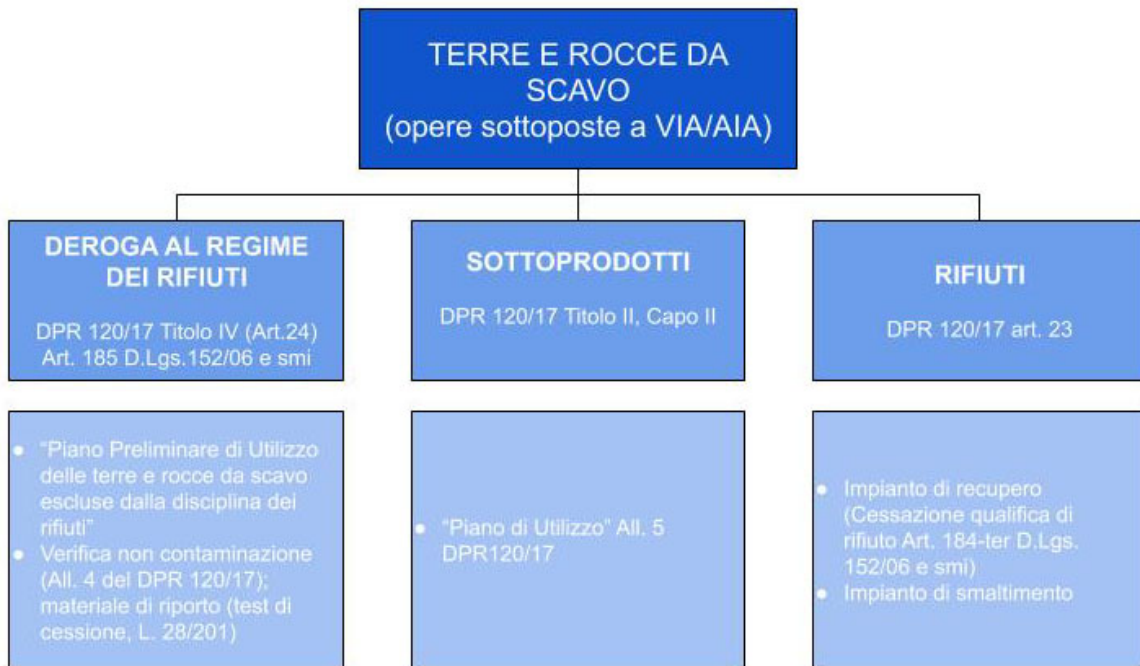 TERRE E ROCCE DA
SCAVO
(opere sottoposte a VIA/AIA)
DEROGA AL REGIME
DEI RIFIUTI
DPR 120/17 Titolo IV (Art.24)
Art. 185 D.Lgs.152/06 e smi
SOTTOPRODOTTI
DPR 120/17 Titolo II, Capo II
RIFIUTI
DPR 120/17 art. 23
● “Piano Preliminare di Utilizzo
delle terre e rocce da scavo
escluse dalla disciplina dei
rifiuti”
● Verifica non contaminazione
(All. 4 del DPR 120/17);
materiale di riporto (test di
cessione, L. 28/201)
● “Piano di Utilizzo” All. 5
DPR120/17
● Impianto di recupero
(Cessazione qualifica di
rifiuto Art. 184-ter D.Lgs.
152/06 e smi)
● Impianto di smaltimento